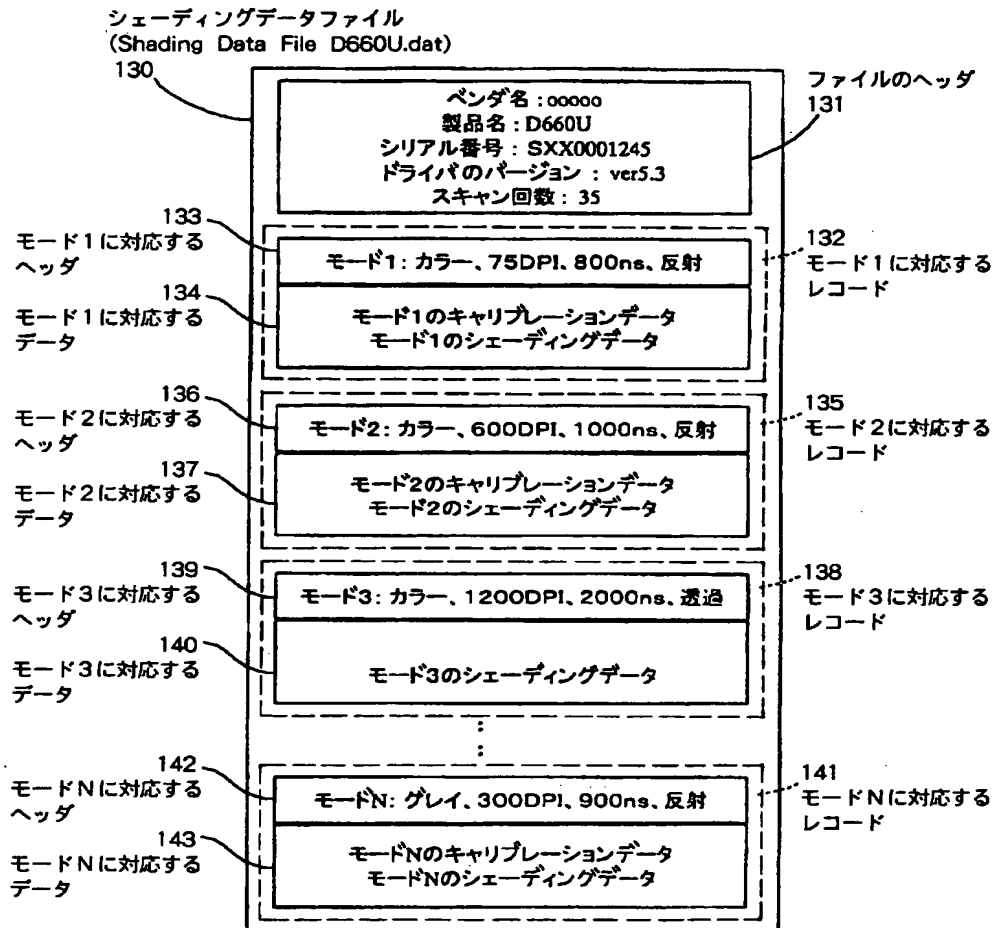 シェーディングデータファイル
(Shading Data File D660U.dat)
130
ファイルのヘッダ
131
ベンダ名:ooooo
製品名:D660U
シリアル番号:SXX0001245
ドライバのバージョン:ver5.3
スキャン回数:35
133
モード1に対応する
ヘッダ
134
モード1に対応する
データ
モード1:カラー、75DPI、800ns、反射
モード1のキャリブレーションデータ
モード1のシェーディングデータ
132
モード1に対応する
レコード
136
モード2に対応する
ヘッダ
137
モード2に対応する
データ
モード2:カラー、600DPI、1000ns、反射
モード2のキャリブレーションデータ
モード2のシェーディングデータ
135
モード2に対応する
レコード
139
モード3に対応する
ヘッダ
140
モード3に対応する
データ
モード3:カラー、1200DPI、2000ns、透過
モード3のシェーディングデータ
138
モード3に対応する
レコード
142
モードNに対応する
ヘッダ
143
モードNに対応する
データ
モードN:グレイ、300DPI、900ns、反射
モードNのキャリブレーションデータ
モードNのシェーディングデータ
141
モードNに対応する
レコード